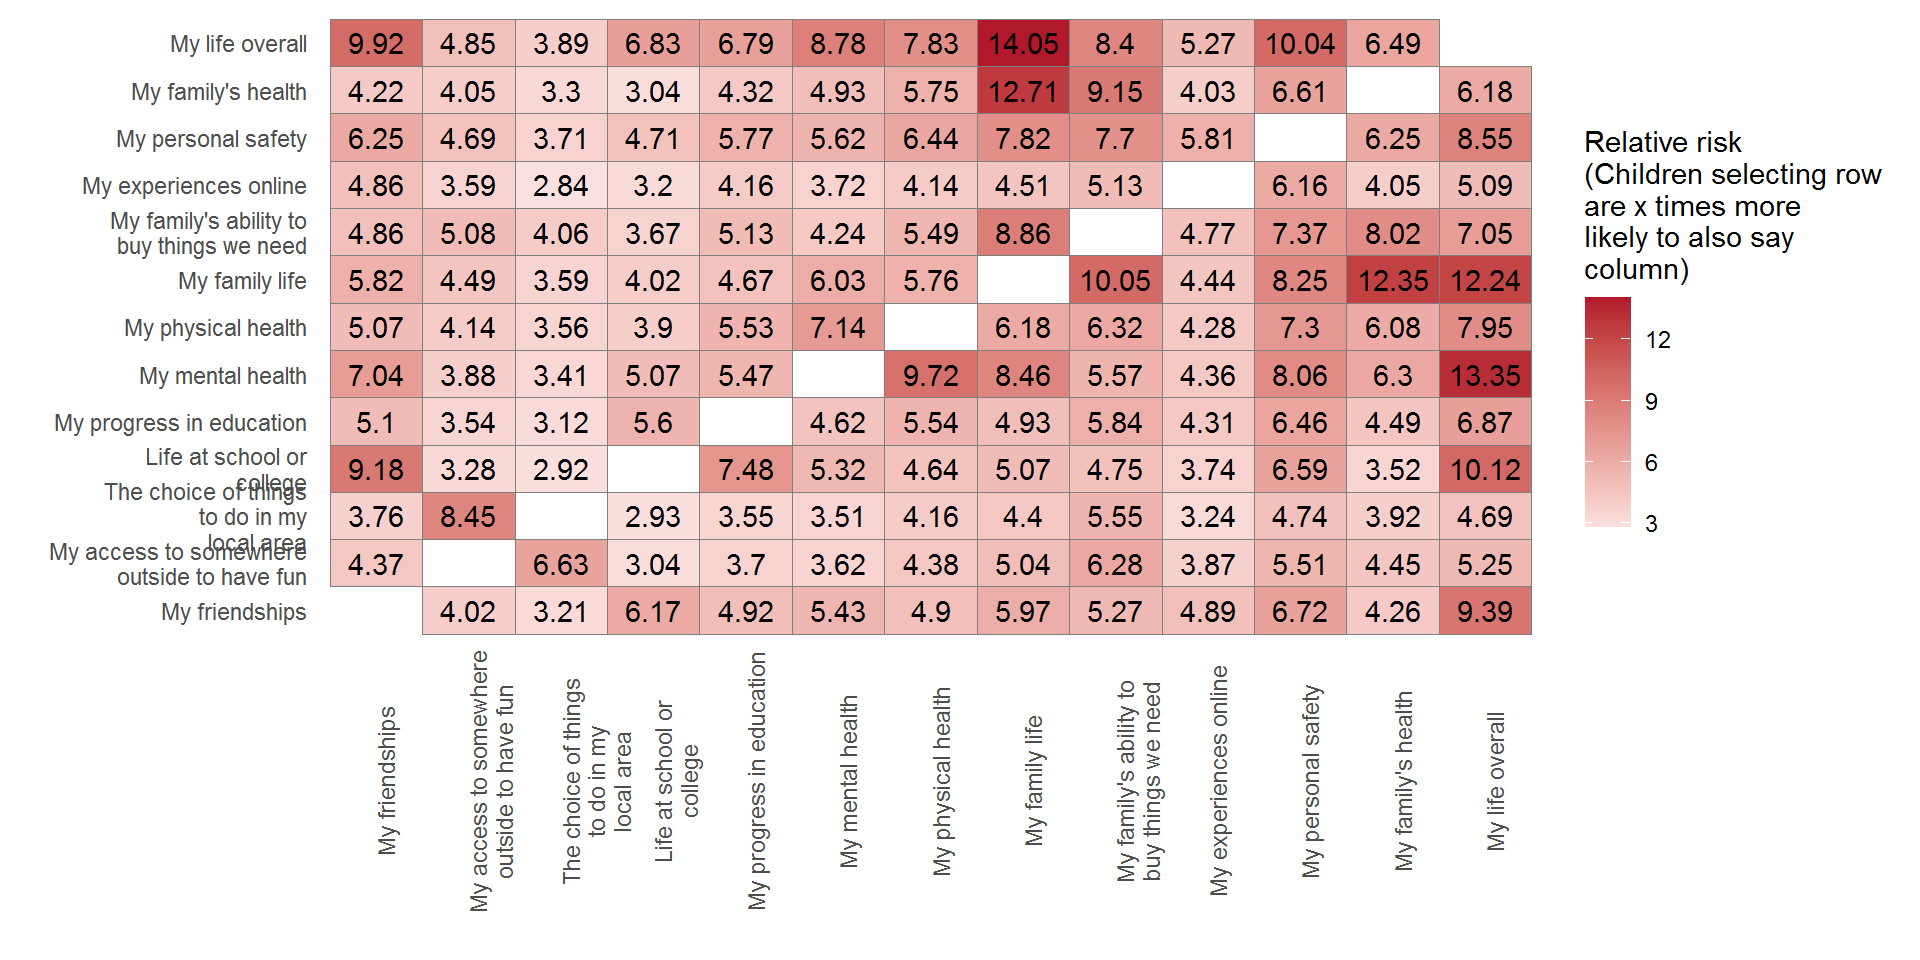 My life overall 9.92 4.85 3.89 6.83 6.79 8.78 7.83 14.05 8.4 5.27 10.04 6.49
My family's health 4.22 4.05 3.3 3.04 4.32 4.93 5.75 12.71 9.15 4.03 6.61 6.18
My personal safety 6.25 4.69 3.71 4.71 5.77 5.62 6.44 7.82 7.7 5.81 6.25 8.55
My experiences online 4.86 3.59 2.84 3.2 4.16 3.72 4.14 4.51 5.13 6.16 4.05 5.09
My family's ability to
buy things we need 4.86 5.08 4.06 3.67 5.13 4.24 5.49 8.86 4.77 7.37 8.02 7.05
My family life 5.82 4.49 3.59 4.02 4.67 6.03 5.76 10.05 4.44 8.25 12.35 12.24
My physical health 5.07 4.14 3.56 3.9 5.53 7.14 6.18 6.32 4.28 7.3 6.08 7.95
My mental health 7.04 3.88 3.41 5.07 5.47 9.72 8.46 5.57 4.36 8.06 6.3 13.35
My progress in education 5.1 3.54 3.12 5.6 4.62 5.54 4.93 5.84 4.31 6.46 4.49 6.87
Life at school or
college 9.18 3.28 2.92 7.48 5.32 4.64 5.07 4.75 3.74 6.59 3.52 10.12
The choice of things
to do in my
local area 3.76 8.45 2.93 3.55 3.51 4.16 4.4 5.55 3.24 4.74 3.92 4.69
My access to somewhere
outside to have fun 4.37 6.63 3.04 3.7 3.62 4.38 5.04 6.28 3.87 5.51 4.45 5.25
My friendships 4.02 3.21 6.17 4.92 5.43 4.9 5.97 5.27 4.89 6.72 4.26 9.39
My friendships
My access to somewhere
outside to have fun
The choice of things
to do in my
local area
Life at school or
college
My progress in education
My mental health
My physical health
My family life
My family's ability to
buy things we need
My experiences online
My personal safety
My family's health
My life overall
Relative risk
(Children selecting row
are x times more
likely to also say
column)
12
9
6
3